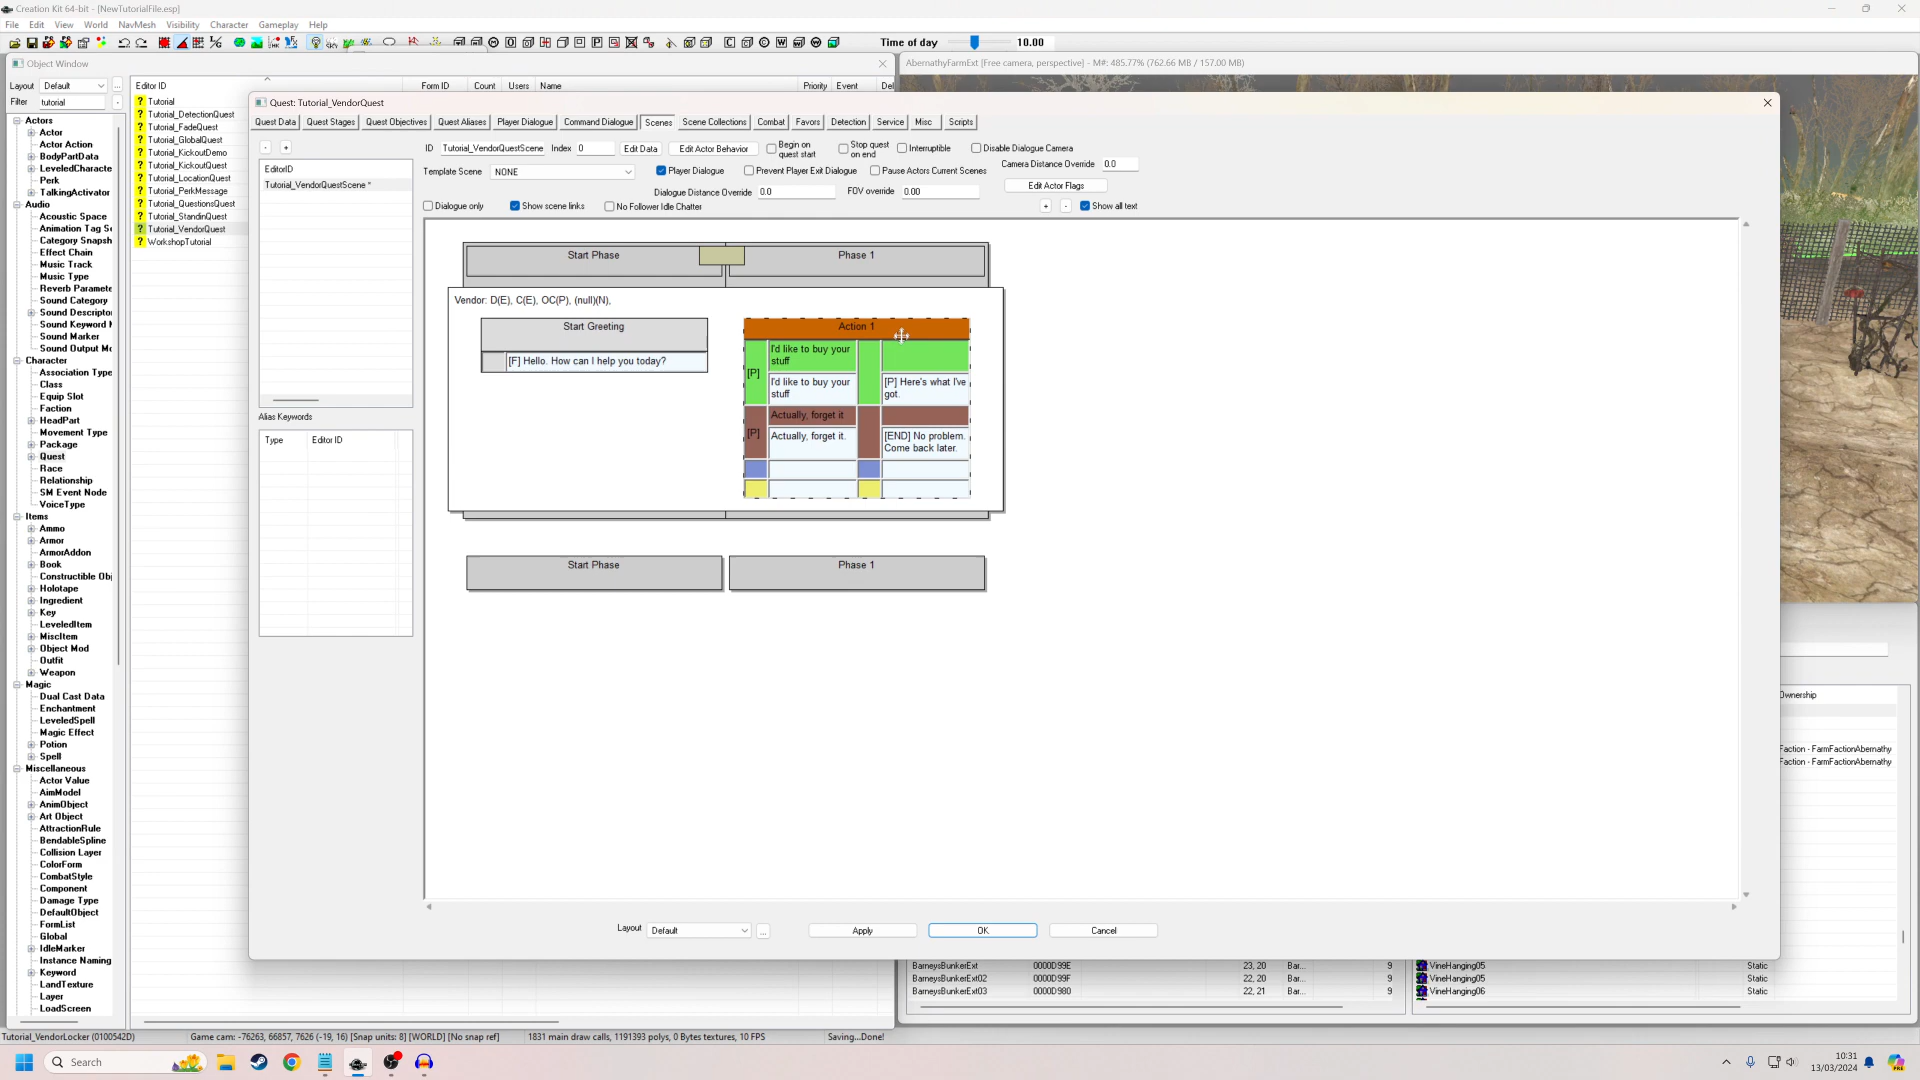 Creation Kit 64-bit - [NewTutorialFile.esp]
File Edit View World NavMesh Visibility Character Gameplay Help
Time of day 10.00
Object Window
AbernathyFarmExt [Free camera, perspective] - M#: 485.77% (762.66 MB / 157.00 MB)
Layout Default ...
Filter tutorial
Editor ID Form ID Count Users Name Priority Event Del
Actors
Actor
Actor Action
BodyPartData
LeveledCharacte
Perk
TalkingActivator
Audio
Acoustic Space
Animation Tag S
Category Snapsh
Effect Chain
Music Track
Music Type
Reverb Paramete
Sound Category
Sound Descripto
Sound Keyword M
Sound Marker
Sound Output Mo
Character
Association Type
Class
Equip Slot
Faction
HeadPart
Movement Type
Package
Quest
Race
Relationship
SM Event Node
VoiceType
Items
Ammo
Armor
ArmorAddon
Book
Constructible Obj
Holotape
Ingredient
Key
LeveledItem
MiscItem
Object Mod
Outfit
Weapon
Magic
Dual Cast Data
Enchantment
LeveledSpell
Magic Effect
Potion
Spell
Miscellaneous
Actor Value
AimModel
AnimObject
Art Object
AttractionRule
BendableSpline
Collision Layer
ColorForm
CombatStyle
Component
Damage Type
DefaultObject
FormList
Global
IdleMarker
Instance Naming
Keyword
LandTexture
Layer
LoadScreen
? Tutorial
? Tutorial_DetectionQuest
? Tutorial_FadeQuest
? Tutorial_GlobalQuest
? Tutorial_KickoutDemo
? Tutorial_KickoutQuest
? Tutorial_LocationQuest
? Tutorial_PerkMessage
? Tutorial_QuestionsQuest
? Tutorial_StandinQuest
? Tutorial_VendorQuest
? WorkshopTutorial
Quest: Tutorial_VendorQuest
Quest Data Quest Stages Quest Objectives Quest Aliases Player Dialogue Command Dialogue Scenes Scene Collections Combat Favors Detection Service Misc Scripts
- +
EditorID
Tutorial_VendorQuestScene *
Alias Keywords
Type Editor ID
ID Tutorial_VendorQuestScene Index 0 Edit Data Edit Actor Behavior Begin on quest start Stop quest on end Interruptible Disable Dialogue Camera
Template Scene NONE Player Dialogue Prevent Player Exit Dialogue Pause Actors Current Scenes Camera Distance Override 0.0
Dialogue Distance Override 0.0 FOV override 0.00 Edit Actor Flags
Dialogue only Show scene links No Follower Idle Chatter + - Show all text
Start Phase Phase 1
Vendor: D(E), C(E), OC(P), (null)(N),
Start Greeting Action 1
[F] Hello. How can I help you today?
[P] I'd like to buy your stuff
I'd like to buy your stuff [P] Here's what I've got.
[P] Actually, forget it
Actually, forget it. [END] No problem. Come back later.
Start Phase Phase 1
Layout Default ... Apply OK Cancel
Ownership
Faction - FarmFactionAbernathy
Faction - FarmFactionAbernathy
BarneysBunkerExt 0000D99E 23, 20 Bar... 9 VineHanging05 Static
BarneysBunkerExt02 0000D99F 22, 20 Bar... 9 VineHanging05 Static
BarneysBunkerExt03 0000D980 22, 21 Bar... 9 VineHanging06 Static
Tutorial_VendorLocker (0100542D) Game cam: -76263, 66857, 7626 (-19, 16) [Snap units: 8] [WORLD] [No snap ref] 1831 main draw calls, 1191393 polys, 0 Bytes textures, 10 FPS Saving...Done!
Search
10:31
13/03/2024